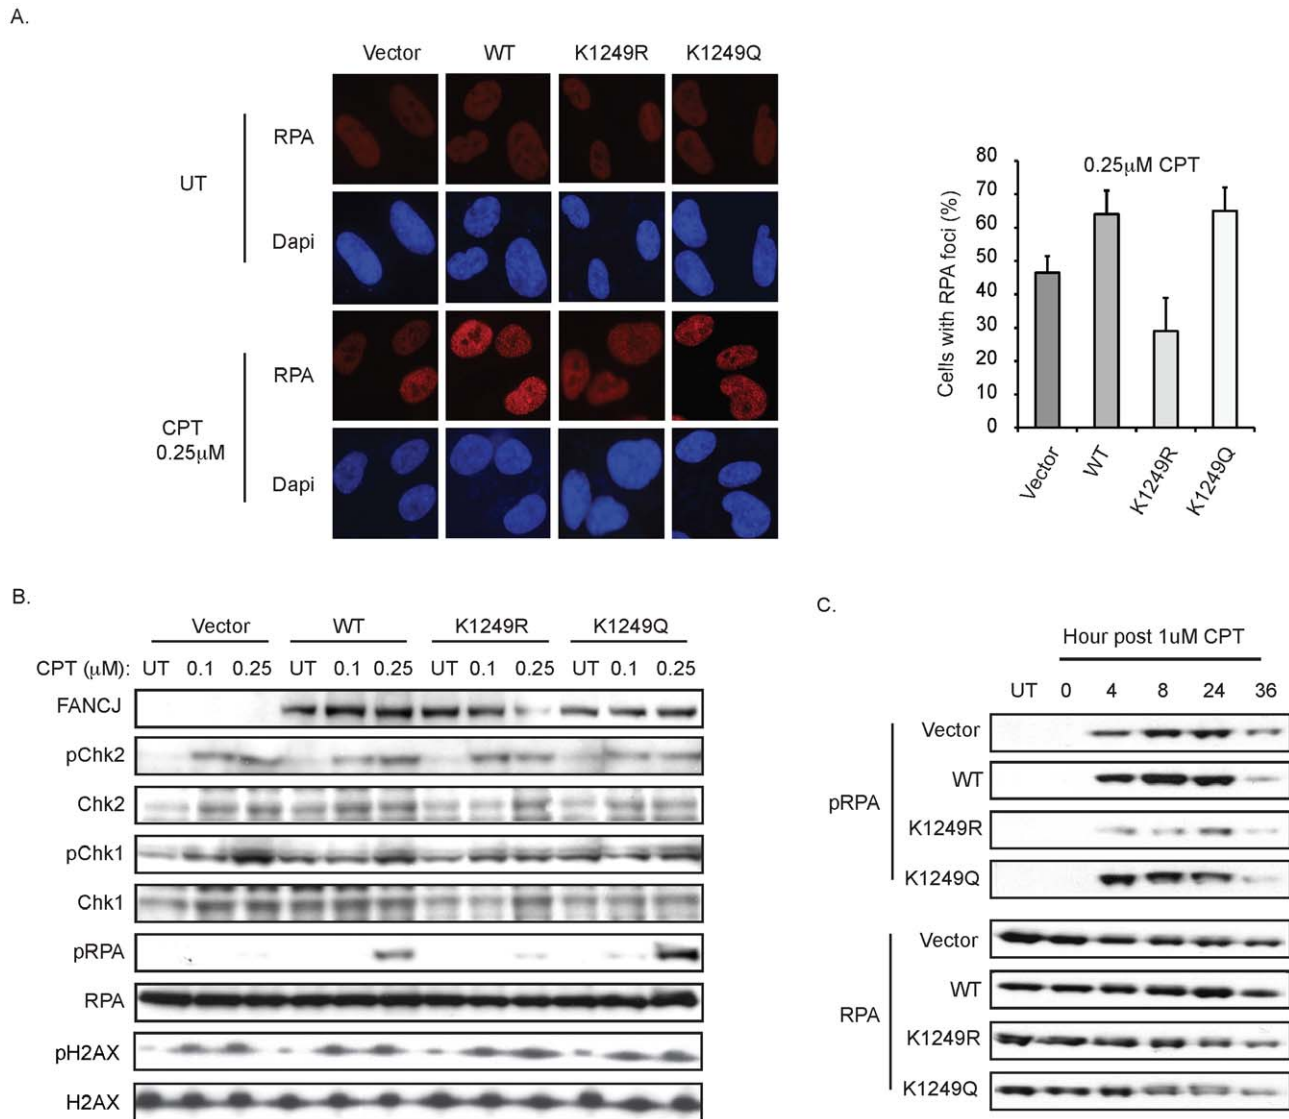 A.
Vector WT K1249R K1249Q
UT
RPA
Dapi
CPT
0.25μM
RPA
Dapi
0.25μM CPT
Cells with RPA foci (%)
80
70
60
50
40
30
20
10
0
Vector
WT
K1249R
K1249Q
B.
Vector WT K1249R K1249Q
CPT (μM): UT 0.1 0.25 UT 0.1 0.25 UT 0.1 0.25 UT 0.1 0.25
FANCJ
pChk2
Chk2
pChk1
Chk1
pRPA
RPA
pH2AX
H2AX
C.
Hour post 1uM CPT
UT 0 4 8 24 36
pRPA
Vector
WT
K1249R
K1249Q
RPA
Vector
WT
K1249R
K1249Q